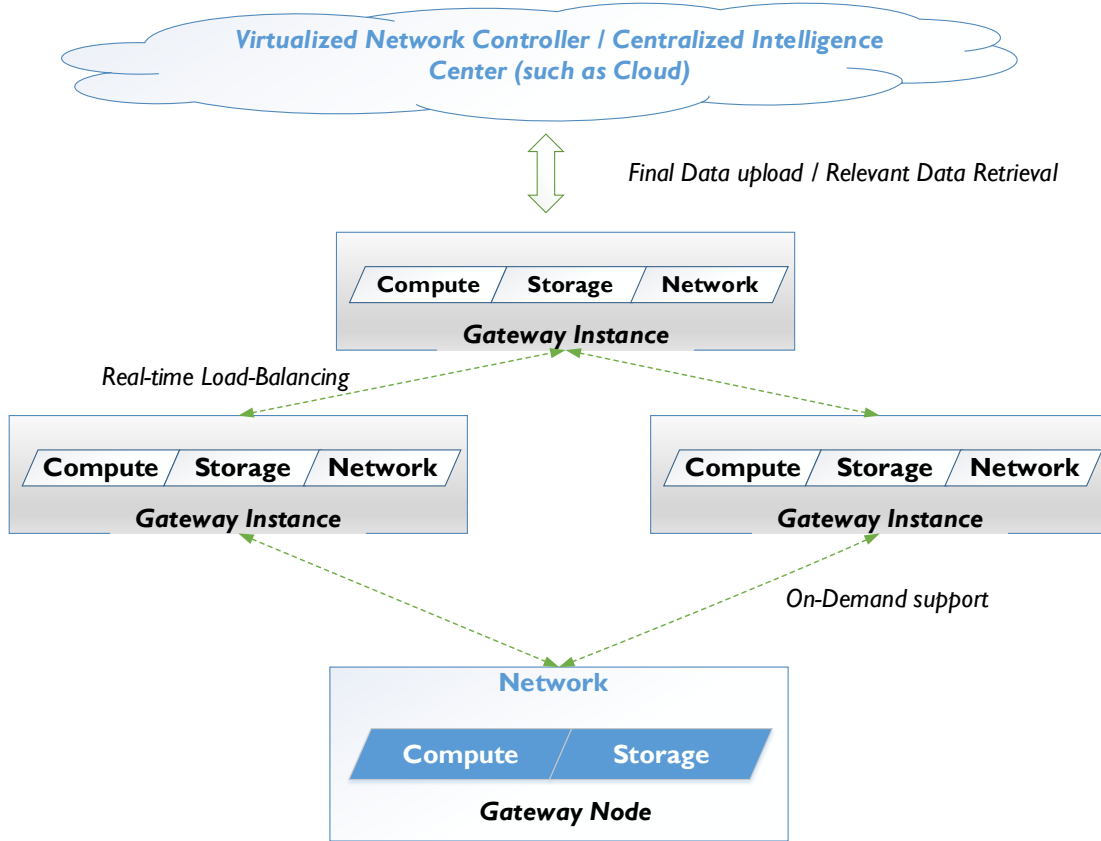 Virtualized Network Controller / Centralized Intelligence
Center (such as Cloud)
Final Data upload / Relevant Data Retrieval
Compute Storage Network
Gateway Instance
Real-time Load-Balancing
Compute Storage Network
Gateway Instance
Compute Storage Network
Gateway Instance
On-Demand support
Network
Compute Storage
Gateway Node